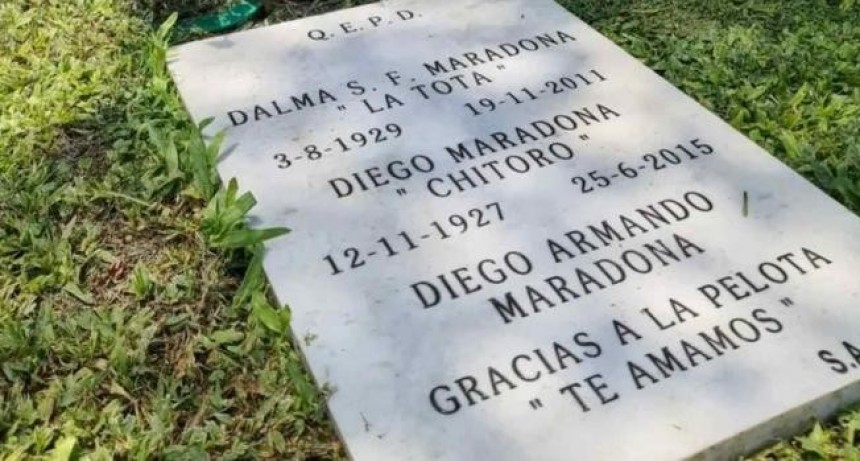 Q. E. P. D.
DALMA S. F. MARADONA
" LA TOTA "
3-8-1929 19-11-2011
DIEGO MARADONA
" CHITORO "
12-11-1927 25-6-2015
DIEGO ARMANDO
MARADONA
GRACIAS A LA PELOTA
" TE AMAMOS "
S.A